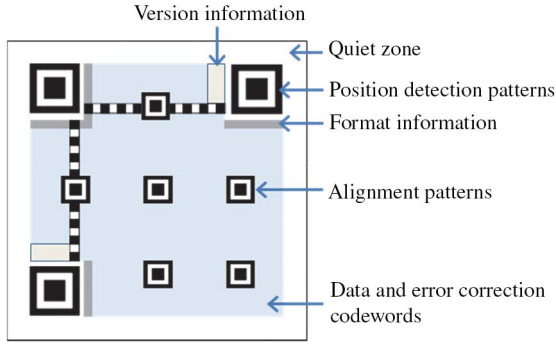 Version information
Quiet zone
Position detection patterns
Format information
Alignment patterns
Data and error correction
codewords